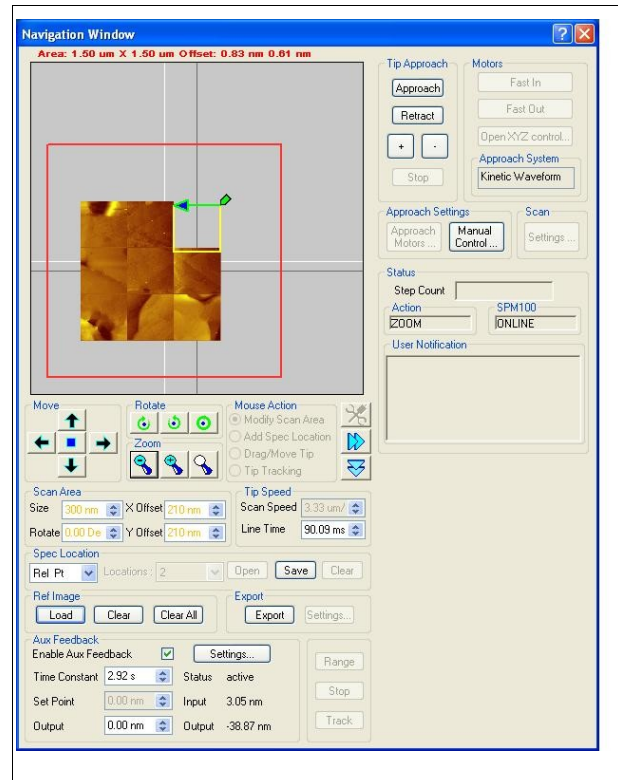 Navigation Window
Area: 1.50 um X 1.50 um Offset: 0.83 nm 0.61 nm
Tip Approach
Approach
Retract
+ -
Stop
Motors
Fast In
Fast Out
Open XYZ control...
Approach System
Kinetic Waveform
Approach Settings
Approach Motors ...
Manual Control ...
Scan
Settings ...
Status
Step Count
Action
ZOOM
SPM100
ONLINE
User Notification
Move
Rotate
Zoom
Mouse Action
Modify Scan Area
Add Spec Location
Drag/Move Tip
Tip Tracking
Scan Area
Size 300 nm X Offset 210 nm
Rotate 0.00 De Y Offset 210 nm
Tip Speed
Scan Speed 3.33 um/
Line Time 90.09 ms
Spec Location
Rel Pt Locations : 2 Open Save Clear
Ref Image
Load Clear Clear All
Export
Export Settings...
Aux Feedback
Enable Aux Feedback Settings...
Time Constant 2.92 s Status active
Set Point 0.00 nm Input 3.05 nm
Output 0.00 nm Output -38.87 nm
Range
Stop
Track